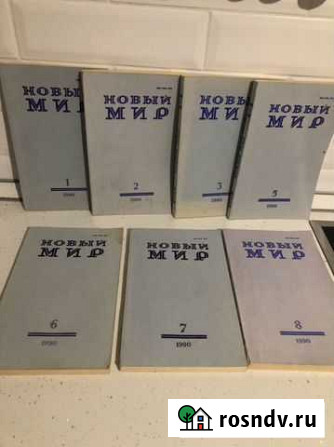 НОВЫЙ
МИР
1
1990
НОВЫЙ
МИР
2
1990
НОВЫЙ
МИР
3
1990
НОВЫЙ
МИР
5
1990
НОВЫЙ
МИР
6
1990
НОВЫЙ
МИР
7
1990
НОВЫЙ
МИР
8
1990
rosndv.ru